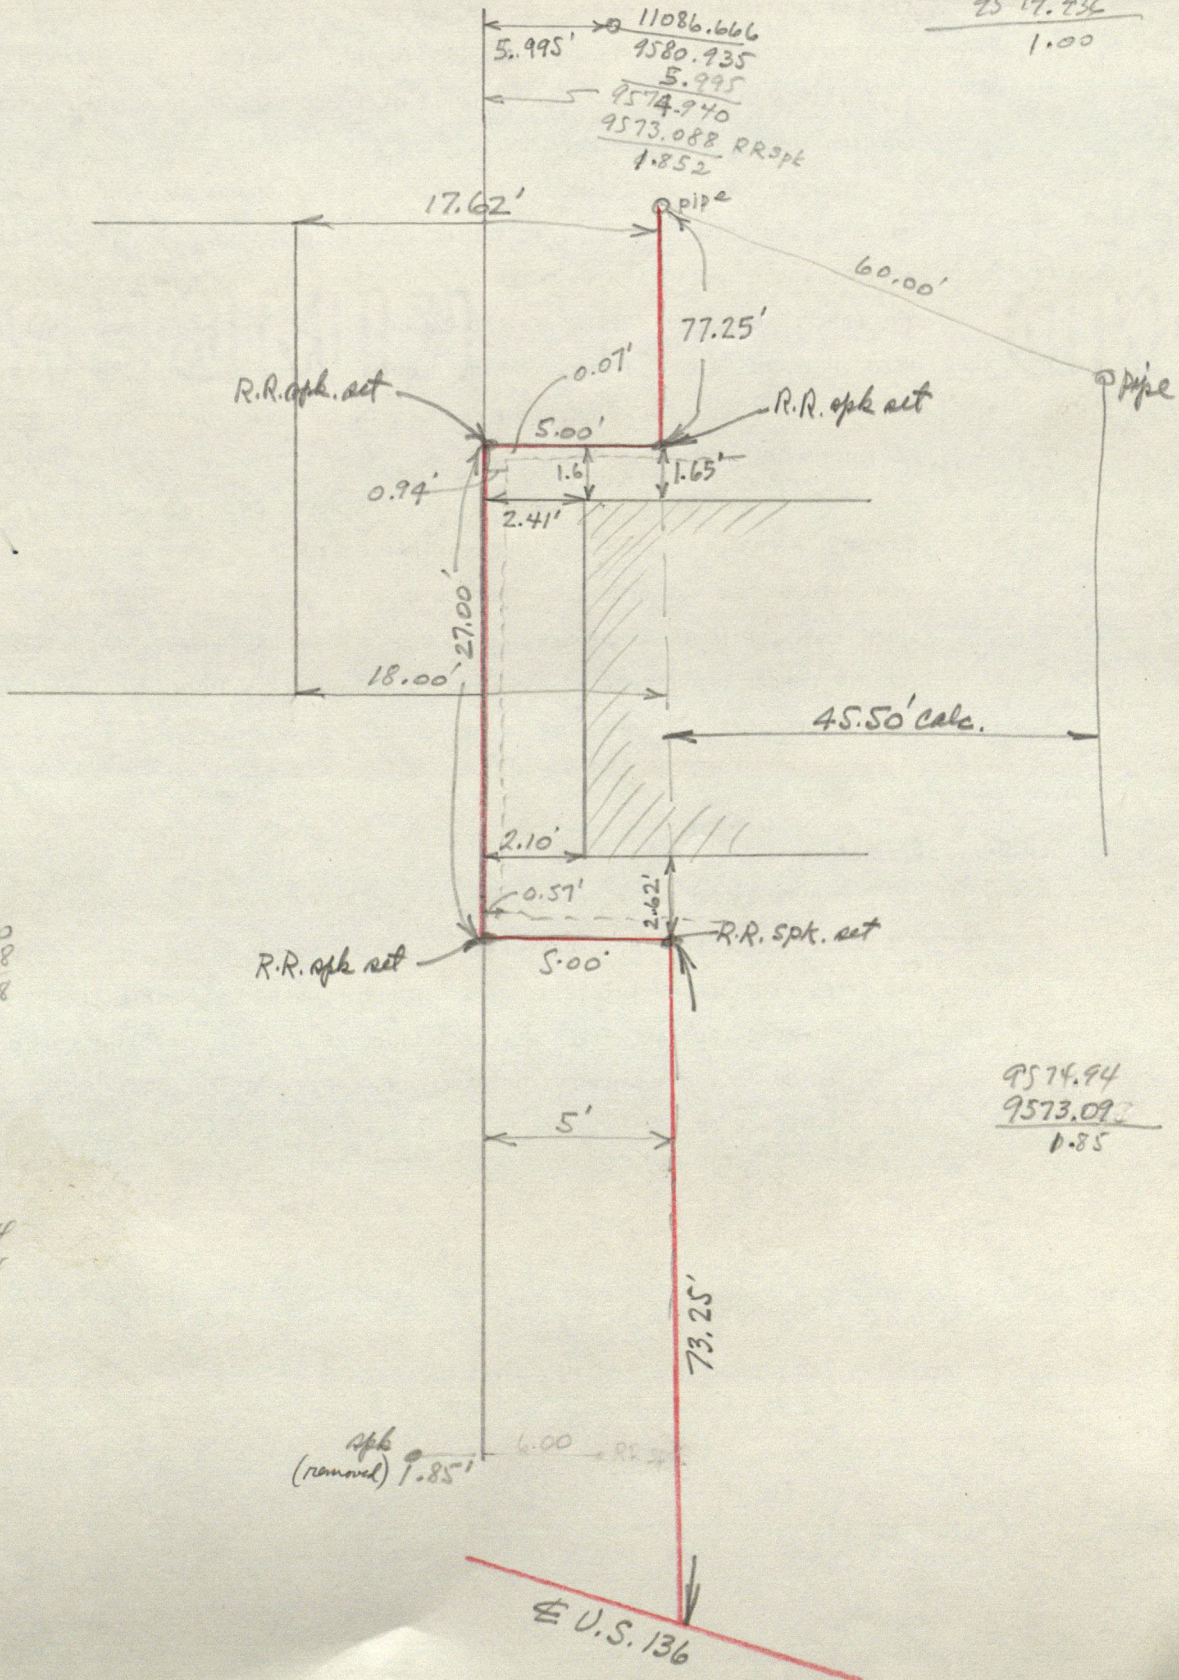 1.00
5.995'
11086.666
9580.935
5.995
9574.940
9573.088 RRspk
1.852
17.62'
pipe
60.00'
77.25'
pipe
0.07'
R.R. spk. set
R.R. spk set
5.00'
1.6
1.65'
0.94'
2.41'
27.00'
18.00'
45.50' calc.
2.10'
0.57'
2.62'
R.R. spk. set
R.R. spk set
5.00'
9574.94
9573.09
1.85
5'
73.25'
spk
(removed) 1.85'
6.00
℄ U.S. 136